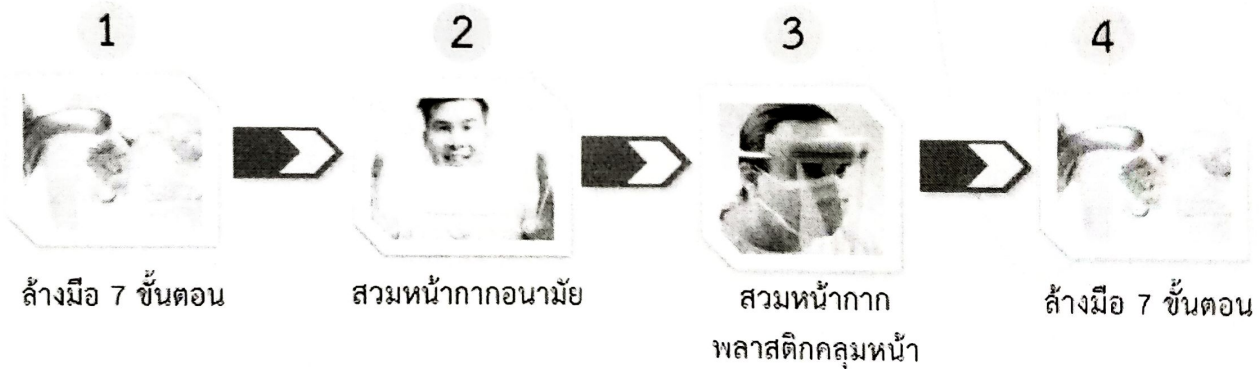 1
2
3
4
ล้างมือ 7 ขั้นตอน
สวมหน้ากากอนามัย
สวมหน้ากาก
พลาสติกคลุมหน้า
ล้างมือ 7 ขั้นตอน